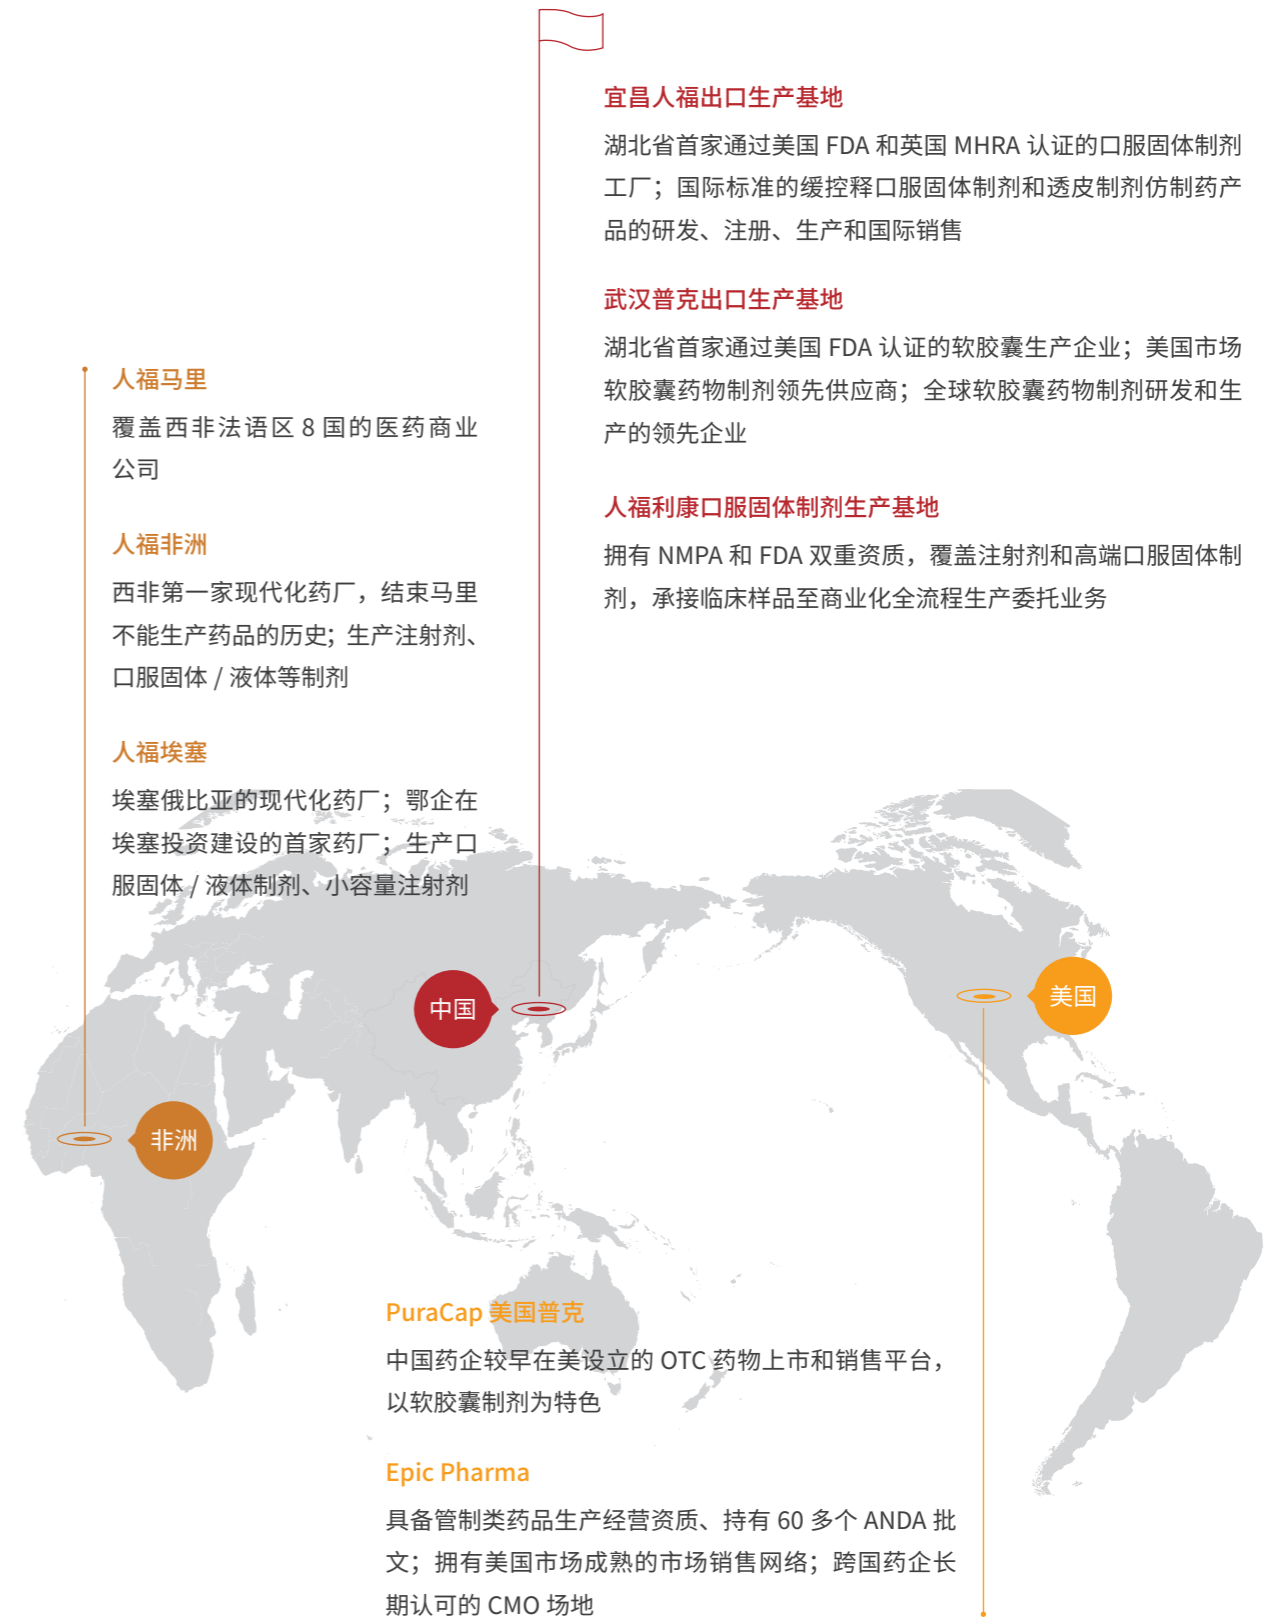 宜昌人福出口生产基地
湖北省首家通过美国 FDA 和英国 MHRA 认证的口服固体制剂
工厂；国际标准的缓控释口服固体制剂和透皮制剂仿制药产
品的研发、注册、生产和国际销售
武汉普克出口生产基地
湖北省首家通过美国 FDA 认证的软胶囊生产企业；美国市场
软胶囊药物制剂领先供应商；全球软胶囊药物制剂研发和生
产的领先企业
人福利康口服固体制剂生产基地
拥有 NMPA 和 FDA 双重资质，覆盖注射剂和高端口服固体制
剂，承接临床样品至商业化全流程生产委托业务
人福马里
覆盖西非法语区 8 国的医药商业
公司
人福非洲
西非第一家现代化药厂，结束马里
不能生产药品的历史；生产注射剂、
口服固体 / 液体等制剂
人福埃塞
埃塞俄比亚的现代化药厂；鄂企在
埃塞投资建设的首家药厂；生产口
服固体 / 液体制剂、小容量注射剂
中国
美国
非洲
PuraCap 美国普克
中国药企较早在美设立的 OTC 药物上市和销售平台，
以软胶囊制剂为特色
Epic Pharma
具备管制类药品生产经营资质、持有 60 多个 ANDA 批
文；拥有美国市场成熟的市场销售网络；跨国药企长
期认可的 CMO 场地